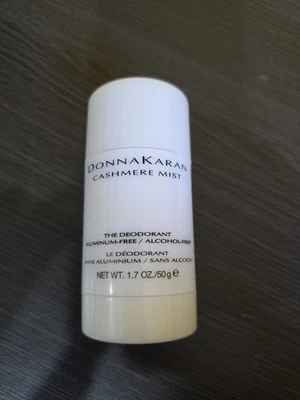 DONNAKARAN
CASHMERE MIST
THE DEODORANT
ALUMINUM-FREE / ALCOHOL-FREE
LE DÉODORANT
SANS ALUMINIUM / SANS ALCOOL
NET WT. 1.7 OZ./50g e